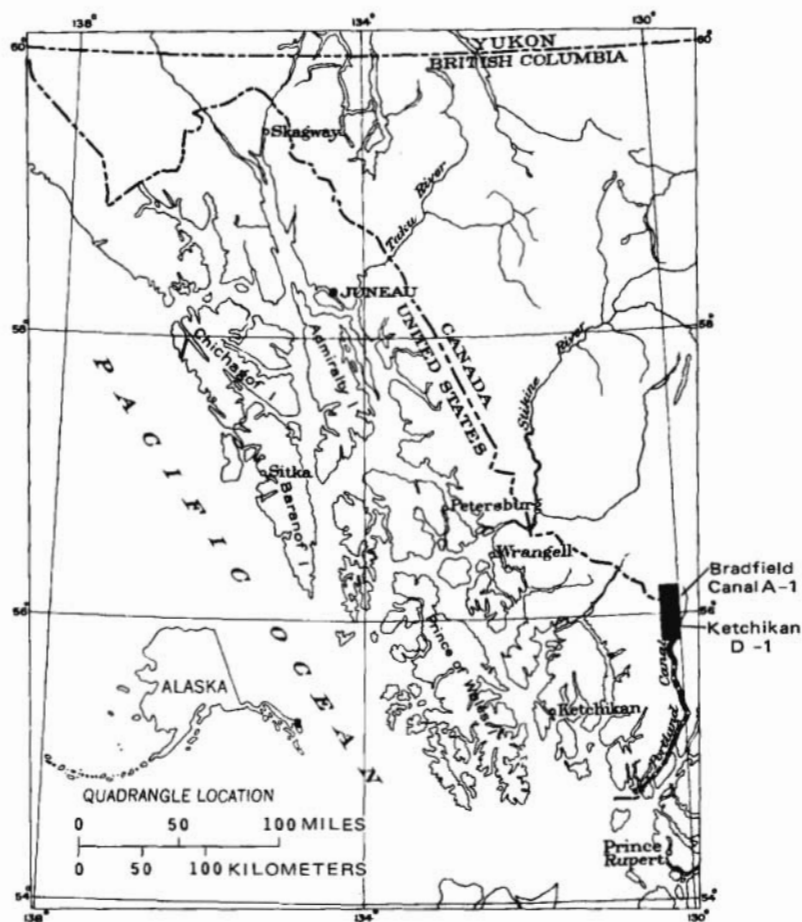 138°
134°
130°
60°
YUKON
60°
BRITISH COLUMBIA
Skagway
Taku River
JUNEAU
58°
CANADA
UNITED STATES
58°
Chichagof I
Admiralty I
Stikine River
PACIFIC OCEAN
Sitka
Baranof I
Petersburg
Wrangell
Bradfield
Canal A-1
56°
56°
Ketchikan
D-1
Prince of Wales I
Portland Canal
ALASKA
Ketchikan
QUADRANGLE LOCATION
0 50 100 MILES
0 50 100 KILOMETERS
Prince
Rupert
54°
54°
138°
134°
130°